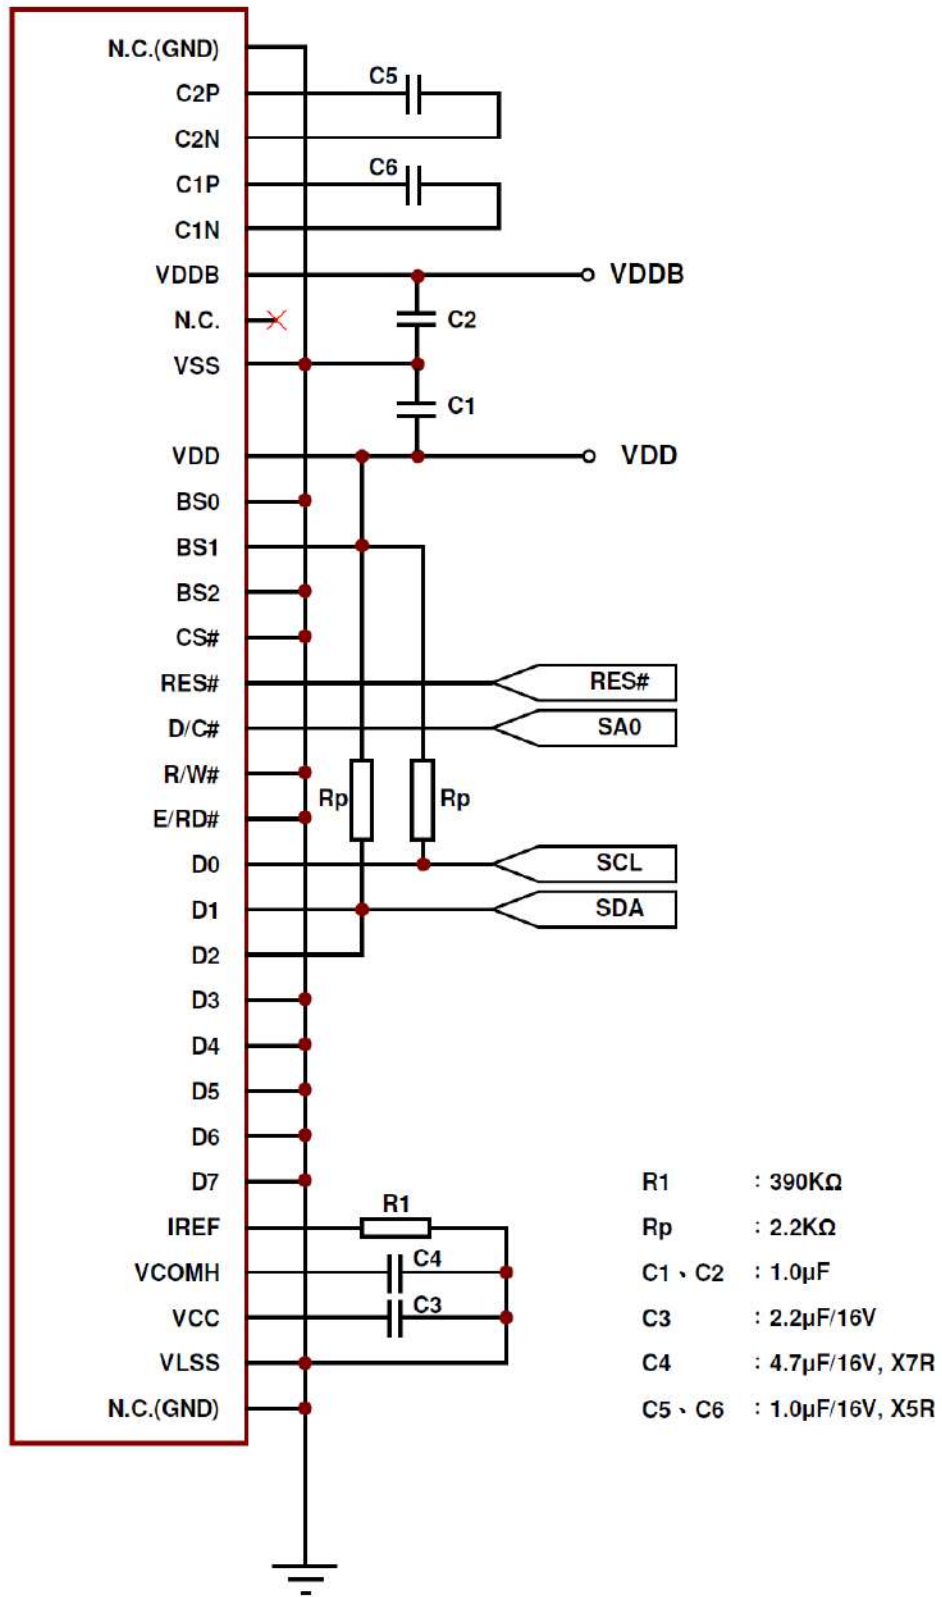 N.C.(GND)
C5
C2P
C2N
C6
C1P
C1N
VDDB
VDDB
N.C.
C2
VSS
C1
VDD
VDD
BS0
BS1
BS2
CS#
RES#
RES#
D/C#
SA0
R/W#
Rp
Rp
E/RD#
D0
SCL
D1
SDA
D2
D3
D4
D5
D6
D7
R1 : 390KΩ
R1
IREF
Rp : 2.2KΩ
C4
VCOMH
C1、C2 : 1.0μF
C3
VCC
C3 : 2.2μF/16V
VLSS
C4 : 4.7μF/16V, X7R
N.C.(GND)
C5、C6 : 1.0μF/16V, X5R